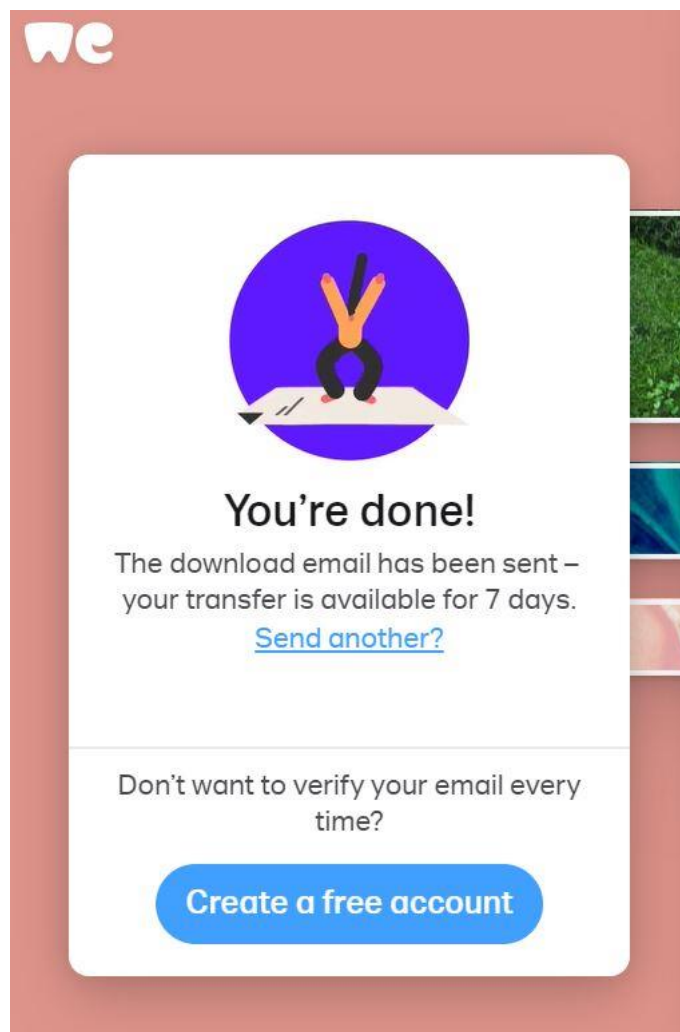 we
You’re done!
The download email has been sent –
your transfer is available for 7 days.
Send another?
Don’t want to verify your email every
time?
Create a free account